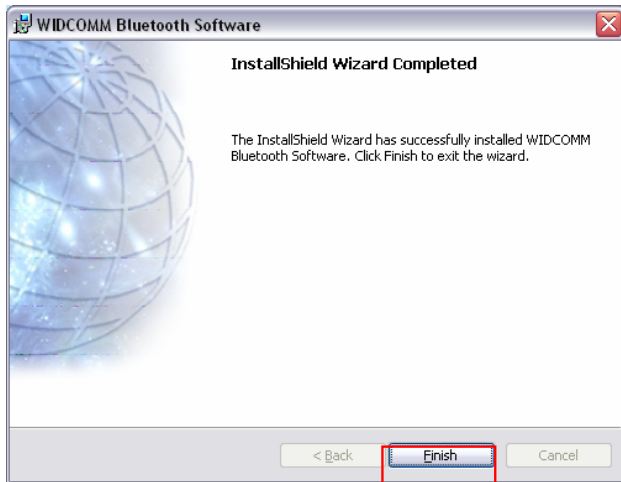 WIDCOMM Bluetooth Software
InstallShield Wizard Completed
The InstallShield Wizard has successfully installed WIDCOMM
Bluetooth Software. Click Finish to exit the wizard.
< Back Finish Cancel